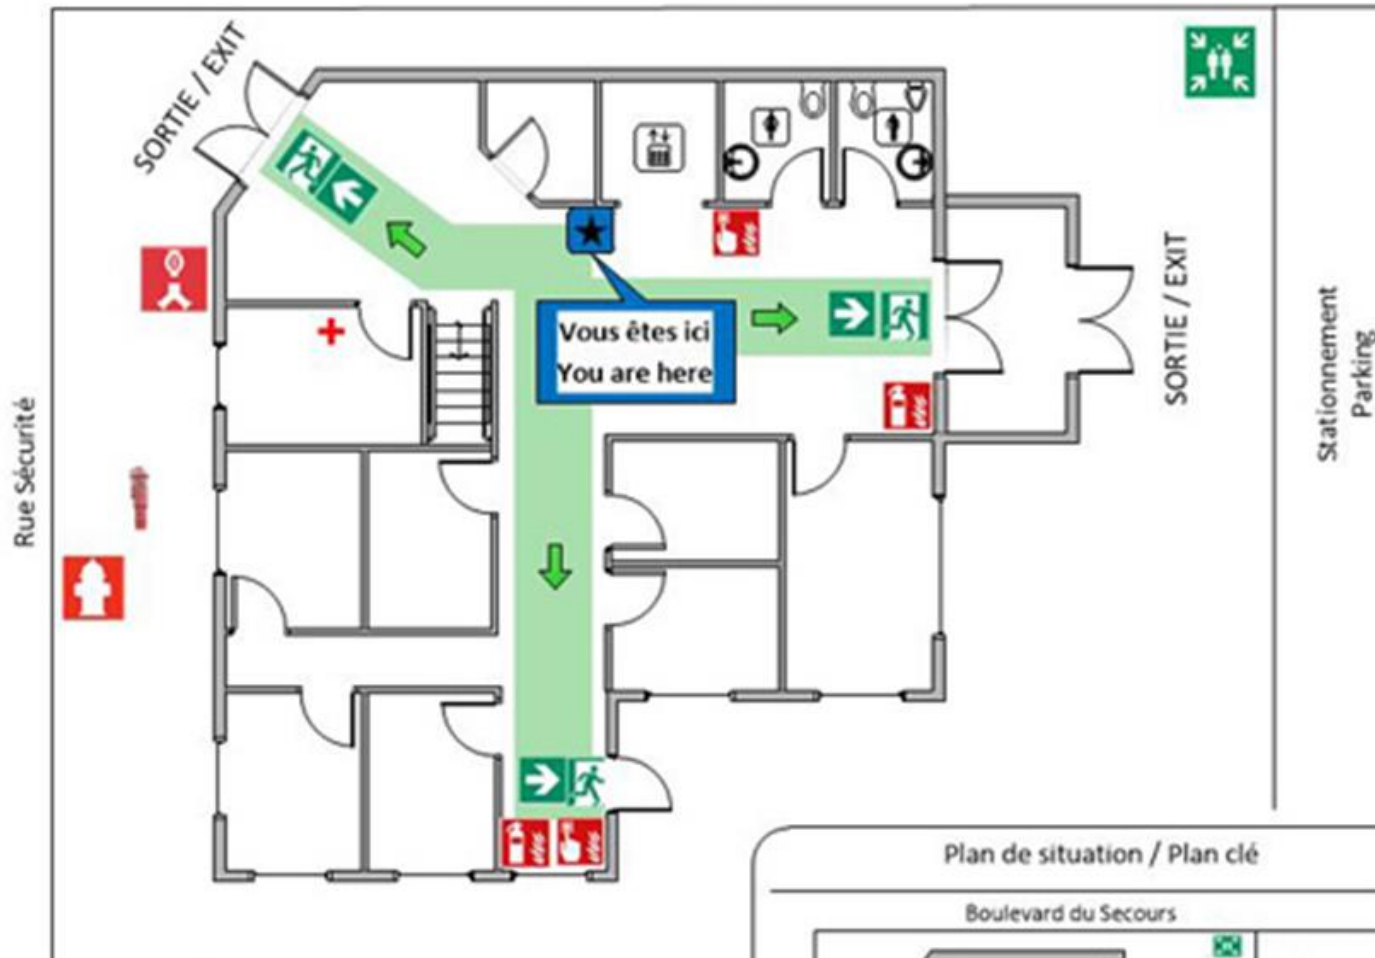 SORTIE / EXIT
Vous êtes ici
You are here
SORTIE / EXIT
Stationnement
Parking
Rue Sécurité
Plan de situation / Plan clé
Boulevard du Secours